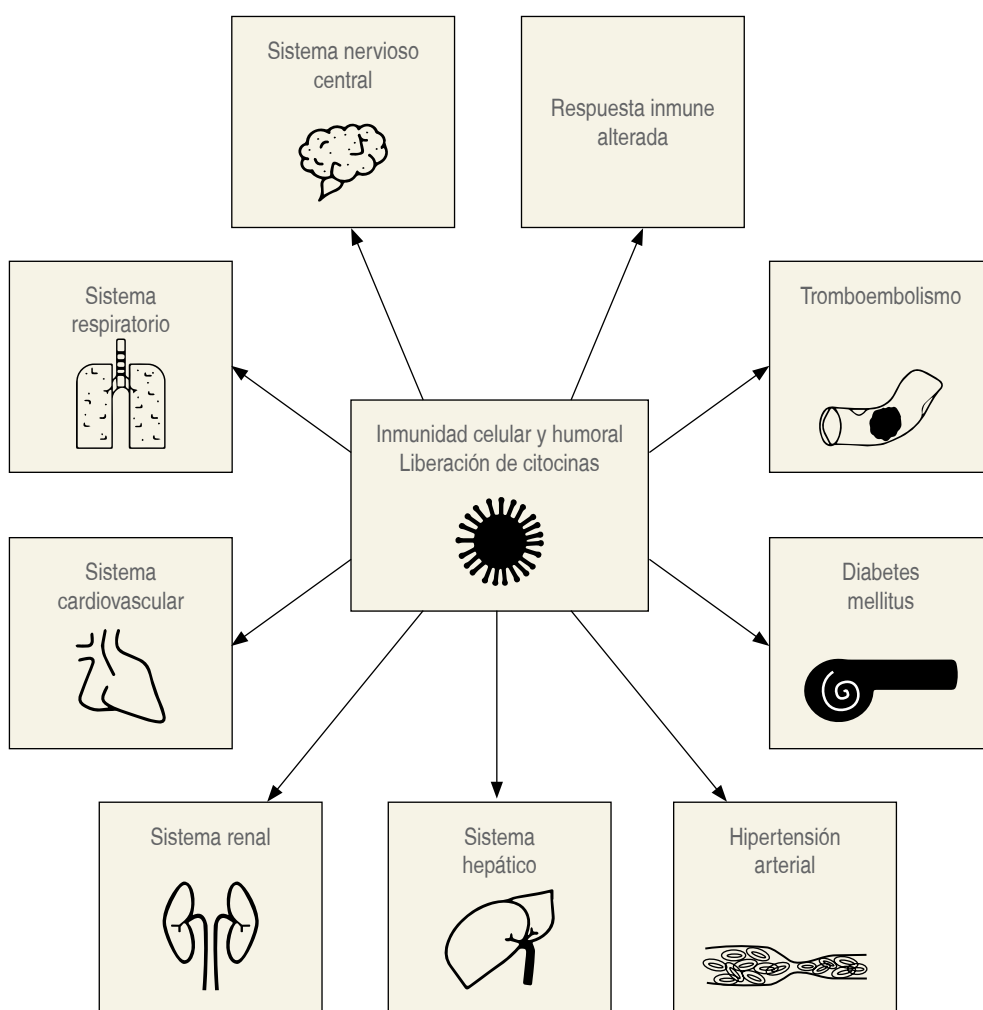 Sistema nervioso
central
Respuesta inmune
alterada
Sistema
respiratorio
Tromboembolismo
Inmunidad celular y humoral
Liberación de citocinas
Sistema
cardiovascular
Diabetes
mellitus
Sistema renal
Sistema
hepático
Hipertensión
arterial